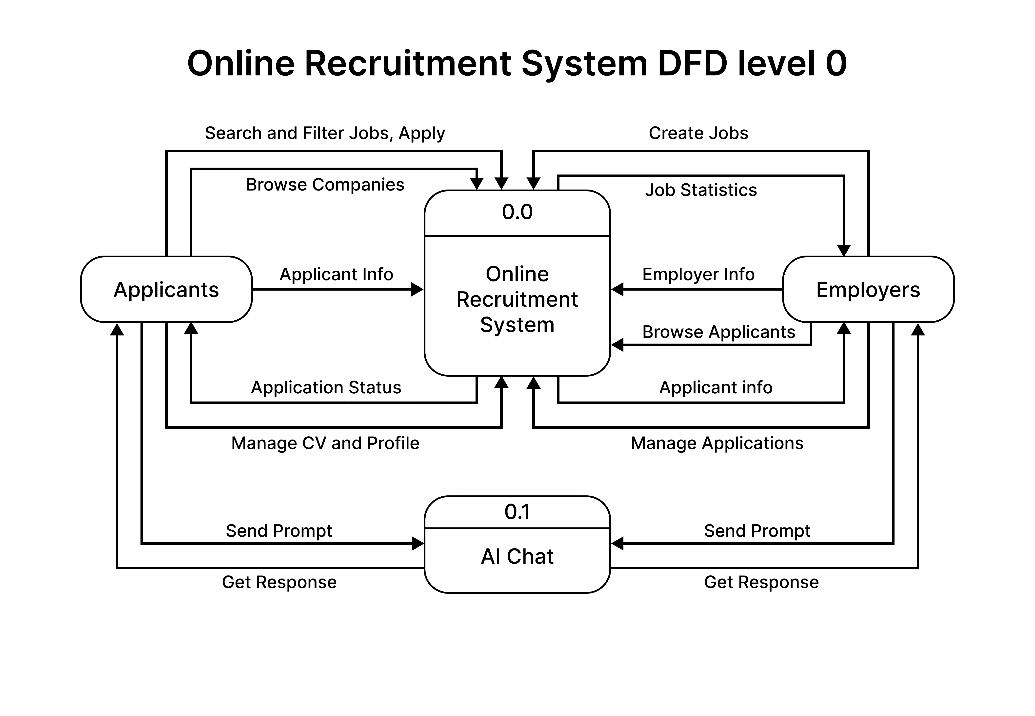 Online Recruitment System DFD level 0
Search and Filter Jobs, Apply
Create Jobs
Browse Companies
Job Statistics
0.0
Applicants
Applicant Info
Online
Recruitment
System
Employer Info
Employers
Browse Applicants
Application Status
Applicant info
Manage CV and Profile
Manage Applications
0.1
Send Prompt
AI Chat
Send Prompt
Get Response
Get Response